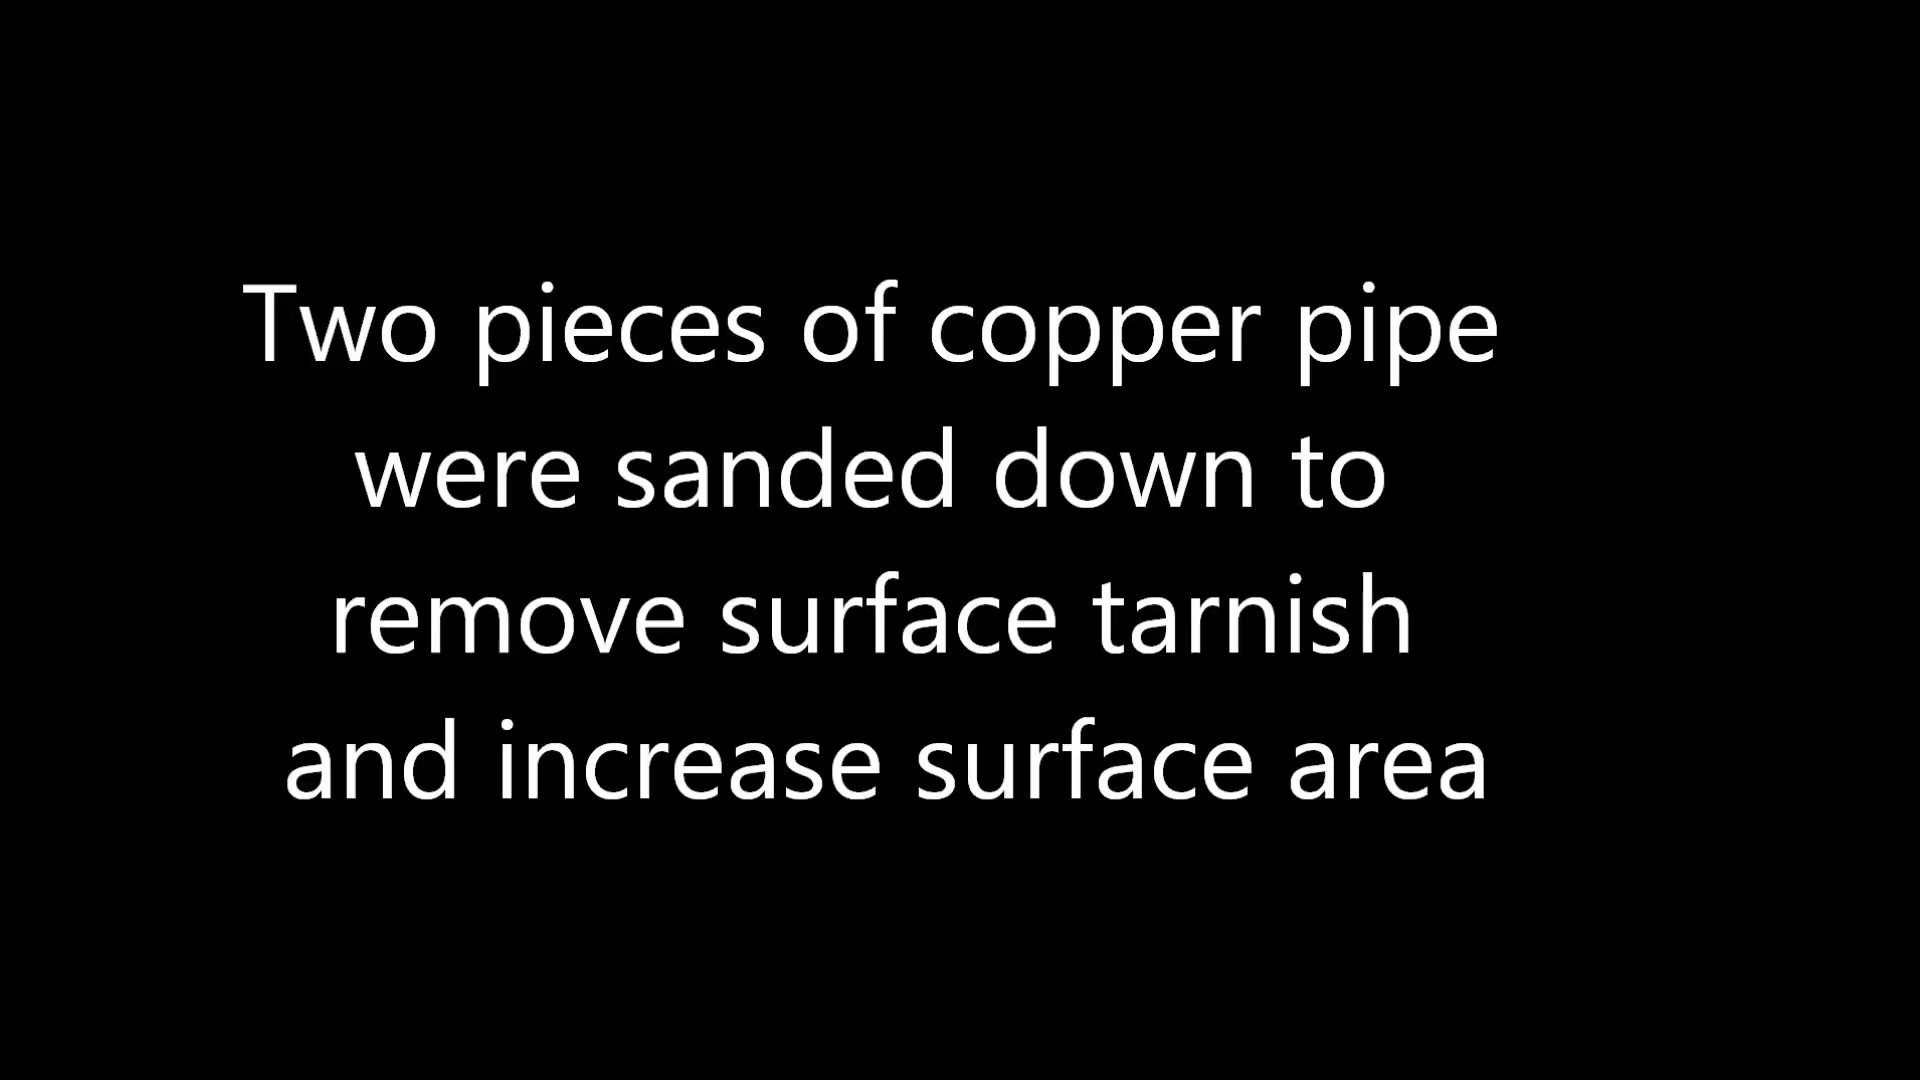 Two pieces of copper pipe
were sanded down to
remove surface tarnish
and increase surface area